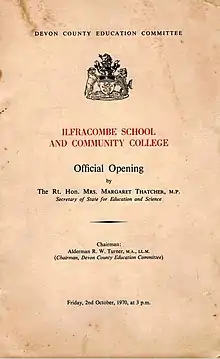 DEVON COUNTY EDUCATION COMMITTEE
ILFRACOMBE SCHOOL
AND COMMUNITY COLLEGE
Official Opening
by
The Rt. Hon. Mrs. Margaret Thatcher, M.P.
Secretary of State for Education and Science
Chairman:
Alderman R. W. Turner, M.A., LL.M.
(Chairman, Devon County Education Committee)
Friday, 2nd October, 1970, at 3 p.m.